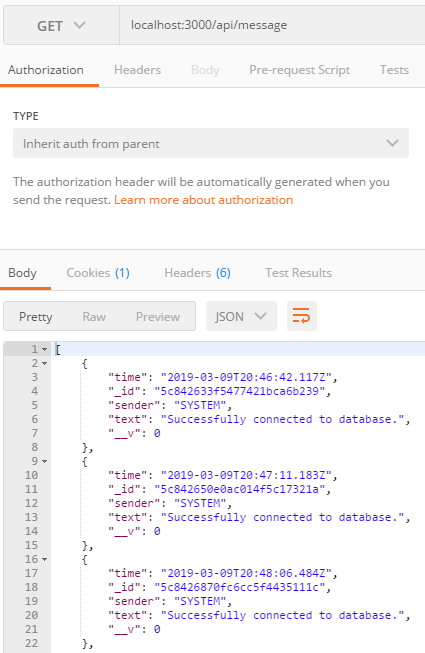 GET localhost:3000/api/message
Authorization Headers Body Pre-request Script Tests
TYPE
Inherit auth from parent
The authorization header will be automatically generated when you
send the request. Learn more about authorization
Body Cookies (1) Headers (6) Test Results
Pretty Raw Preview JSON
1 [
2 {
3 "time": "2019-03-09T20:46:42.117Z",
4 "_id": "5c842633f5477421bca6b239",
5 "sender": "SYSTEM",
6 "text": "Successfully connected to database.",
7 "__v": 0
8 },
9 {
10 "time": "2019-03-09T20:47:11.183Z",
11 "_id": "5c842650e0ac014f5c17321a",
12 "sender": "SYSTEM",
13 "text": "Successfully connected to database.",
14 "__v": 0
15 },
16 {
17 "time": "2019-03-09T20:48:06.484Z",
18 "_id": "5c8426870fc6cc5f4435111c",
19 "sender": "SYSTEM",
20 "text": "Successfully connected to database.",
21 "__v": 0
22 },